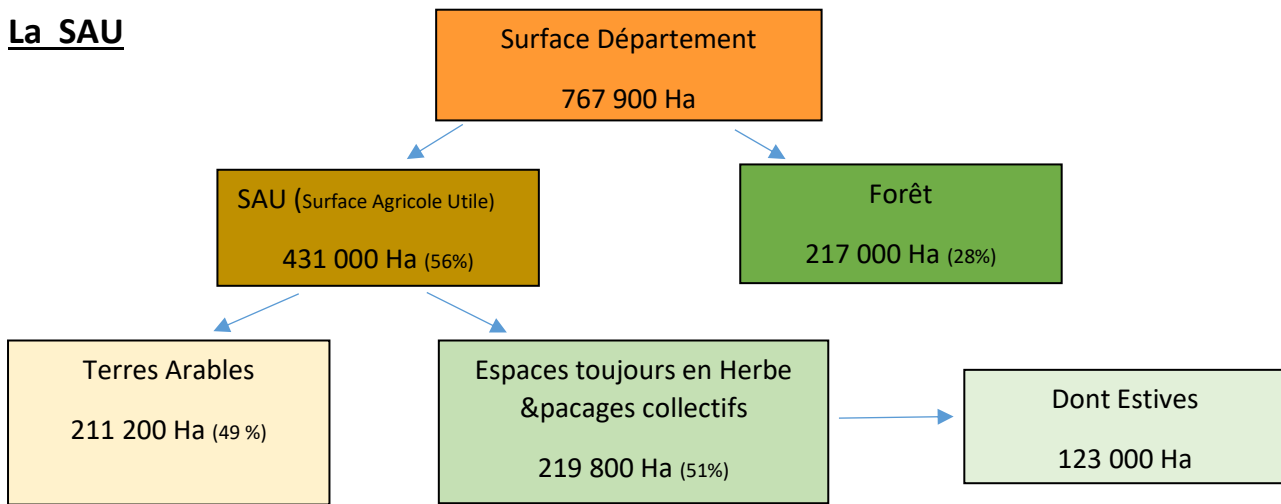 La SAU
Surface Département
767 900 Ha
SAU (Surface Agricole Utile)
431 000 Ha (56%)
Forêt
217 000 Ha (28%)
Terres Arables
211 200 Ha (49 %)
Espaces toujours en Herbe
&pacages collectifs
219 800 Ha (51%)
Dont Estives
123 000 Ha